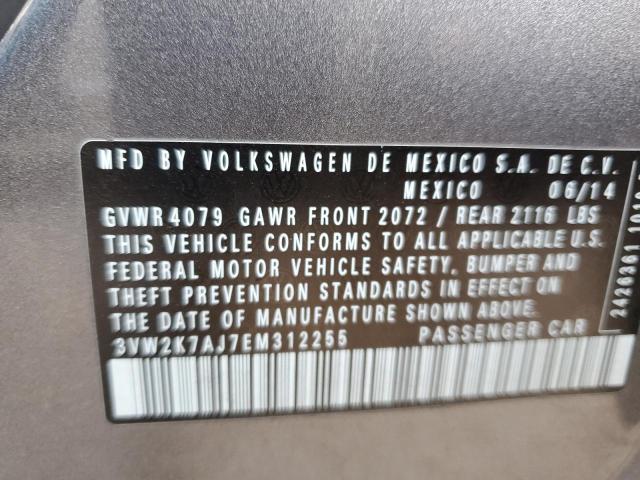 MFD BY VOLKSWAGEN DE MEXICO S.A. DE C.V.
MEXICO 06/14
GVWR 4079 GAWR FRONT 2072 / REAR 2116 LBS
THIS VEHICLE CONFORMS TO ALL APPLICABLE U.S.
FEDERAL MOTOR VEHICLE SAFETY, BUMPER AND
THEFT PREVENTION STANDARDS IN EFFECT ON
THE DATE OF MANUFACTURE SHOWN ABOVE.
3VW2K7AJ7EM312255 PASSENGER CAR